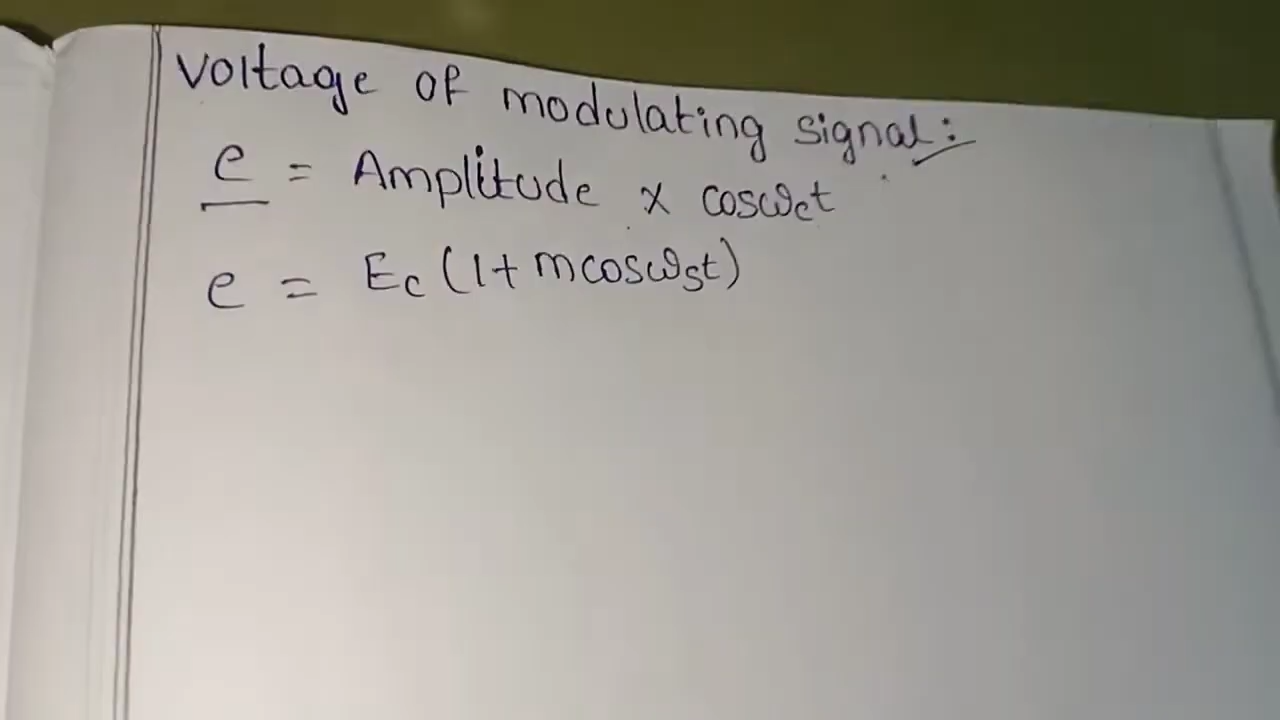 Voltage of modulating signal:
e = Amplitude x cosωct
e = Ec (1+ mcosωst)